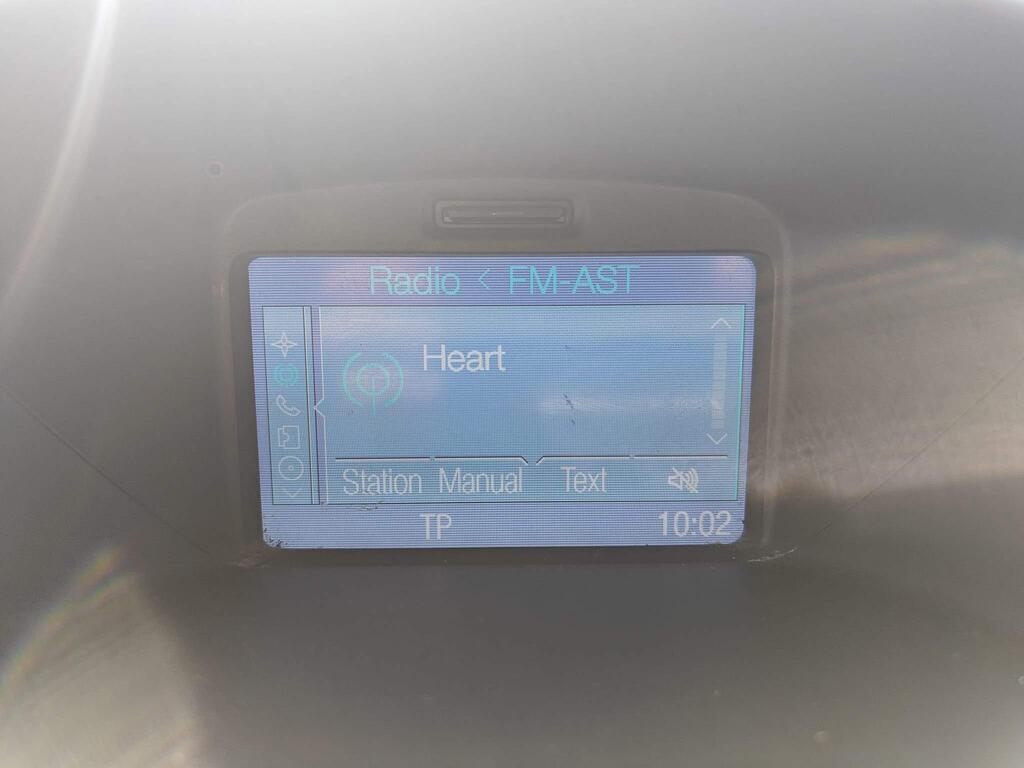 Radio < FM-AST
Heart
Station Manual Text
TP 10:02